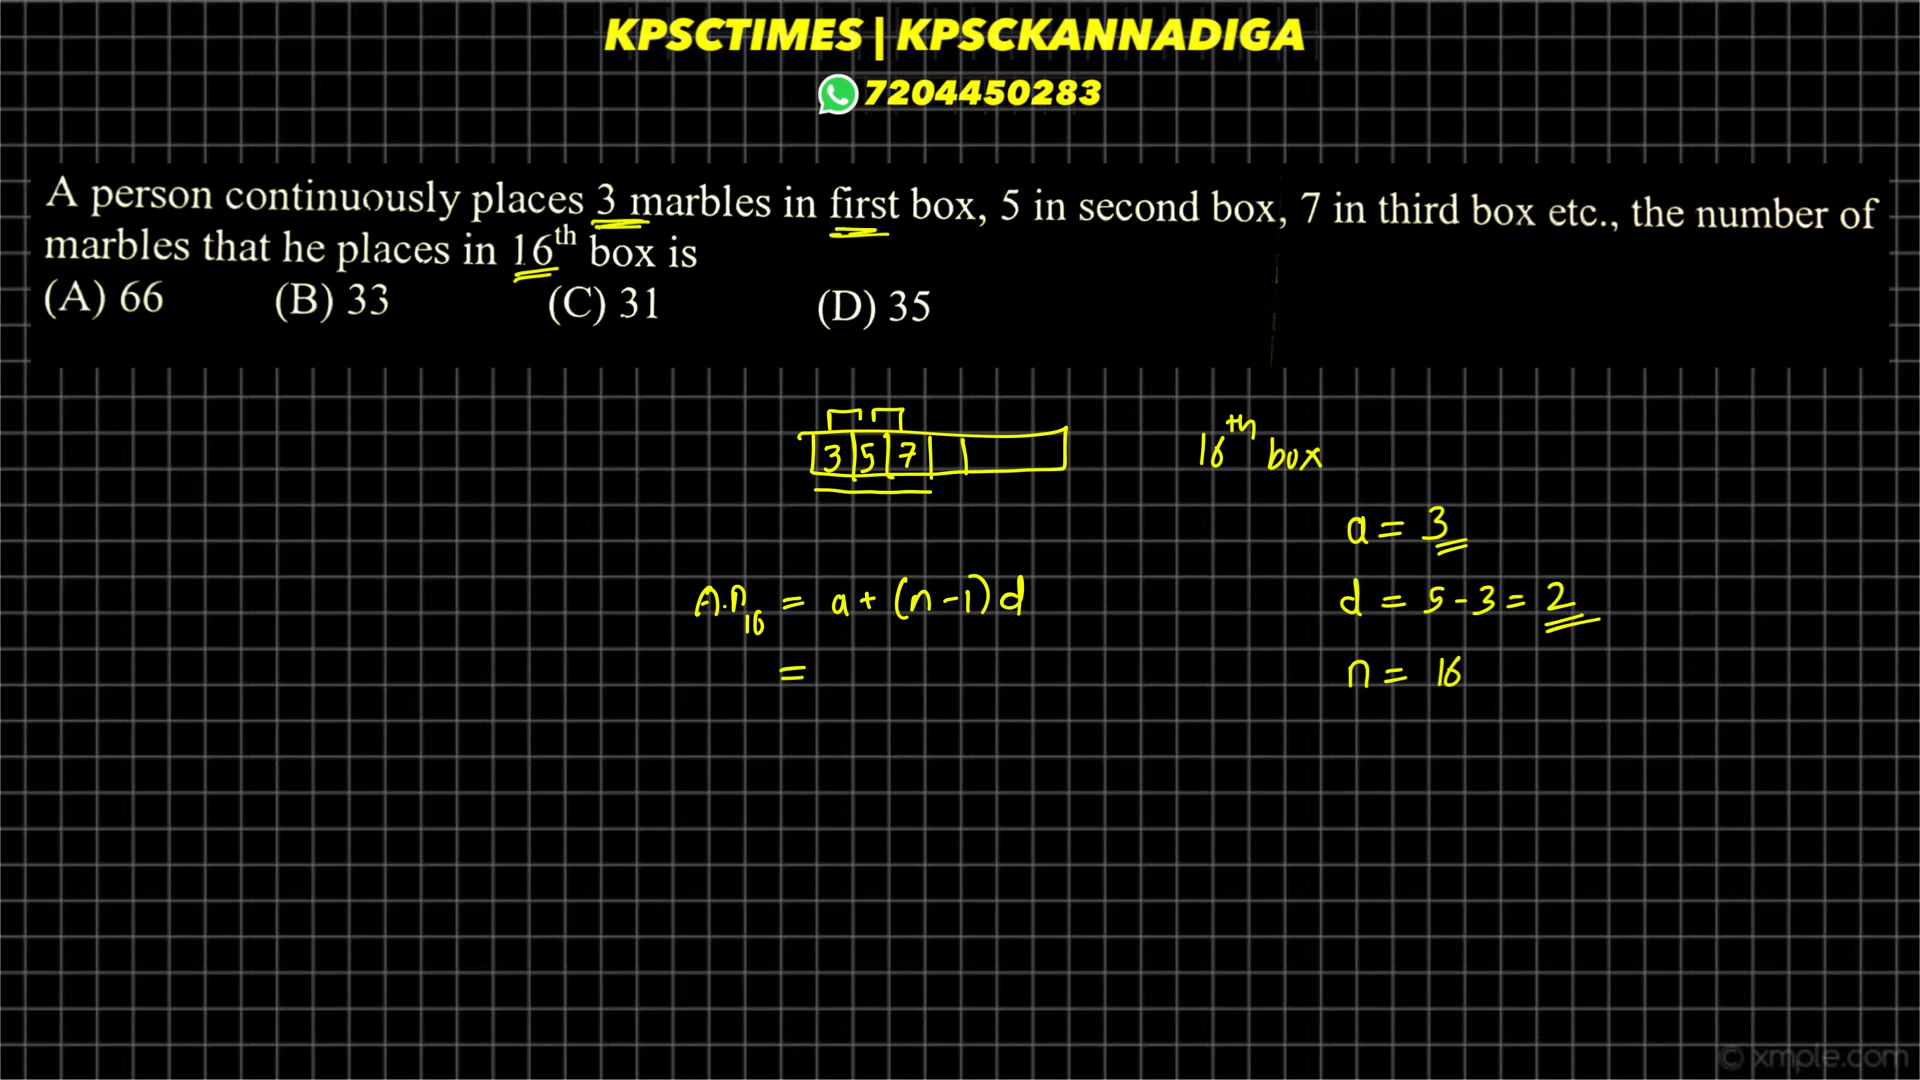 KPSCTIMES | KPSCKANNADIGA
7204450283
A person continuously places 3 marbles in first box, 5 in second box, 7 in third box etc., the number of
marbles that he places in 16th box is
(A) 66 (B) 33 (C) 31 (D) 35
3 5 7
16th box
a = 3
A.n16 = a + (n-1)d
d = 5-3 = 2
=
n = 16
© xmple.com